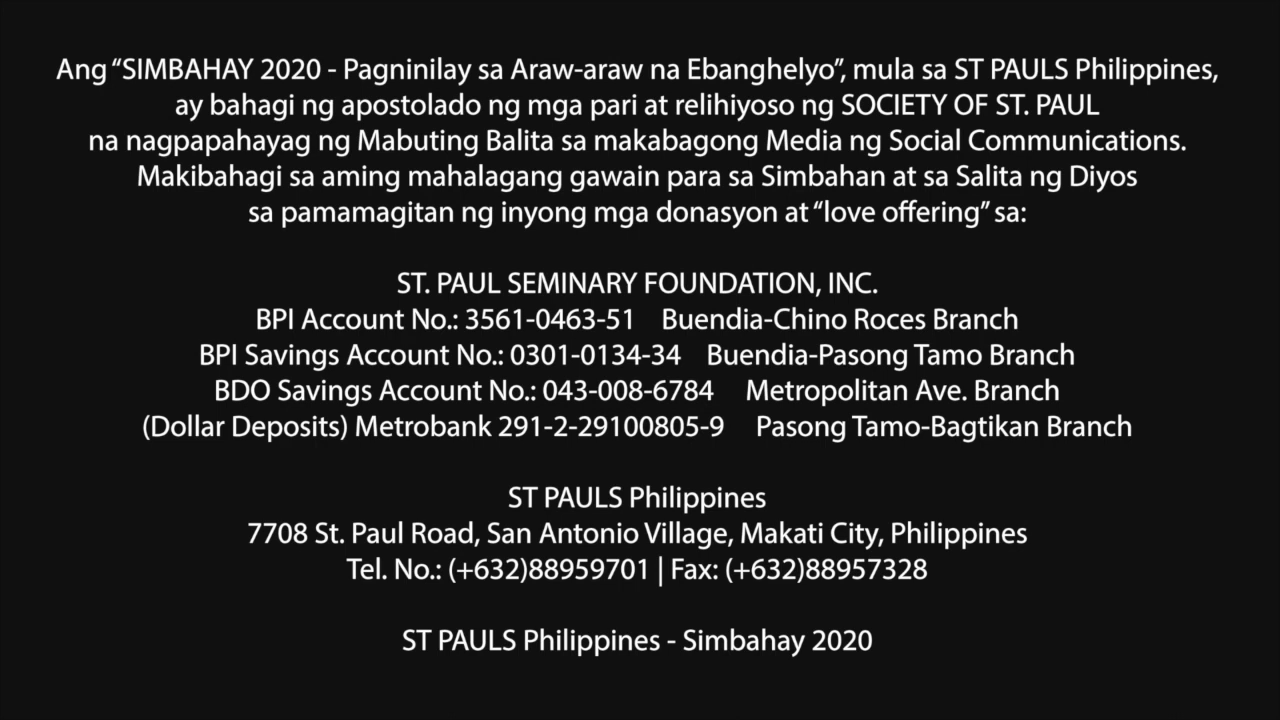 Ang “SIMBAHAY 2020 - Pagninilay sa Araw-araw na Ebanghelyo”, mula sa ST PAULS Philippines,
ay bahagi ng apostolado ng mga pari at relihiyoso ng SOCIETY OF ST. PAUL
na nagpapahayag ng Mabuting Balita sa makabagong Media ng Social Communications.
Makibahagi sa aming mahalagang gawain para sa Simbahan at sa Salita ng Diyos
sa pamamagitan ng inyong mga donasyon at “love offering” sa:
ST. PAUL SEMINARY FOUNDATION, INC.
BPI Account No.: 3561-0463-51 Buendia-Chino Roces Branch
BPI Savings Account No.: 0301-0134-34 Buendia-Pasong Tamo Branch
BDO Savings Account No.: 043-008-6784 Metropolitan Ave. Branch
(Dollar Deposits) Metrobank 291-2-29100805-9 Pasong Tamo-Bagtikan Branch
ST PAULS Philippines
7708 St. Paul Road, San Antonio Village, Makati City, Philippines
Tel. No.: (+632)88959701 | Fax: (+632)88957328
ST PAULS Philippines - Simbahay 2020